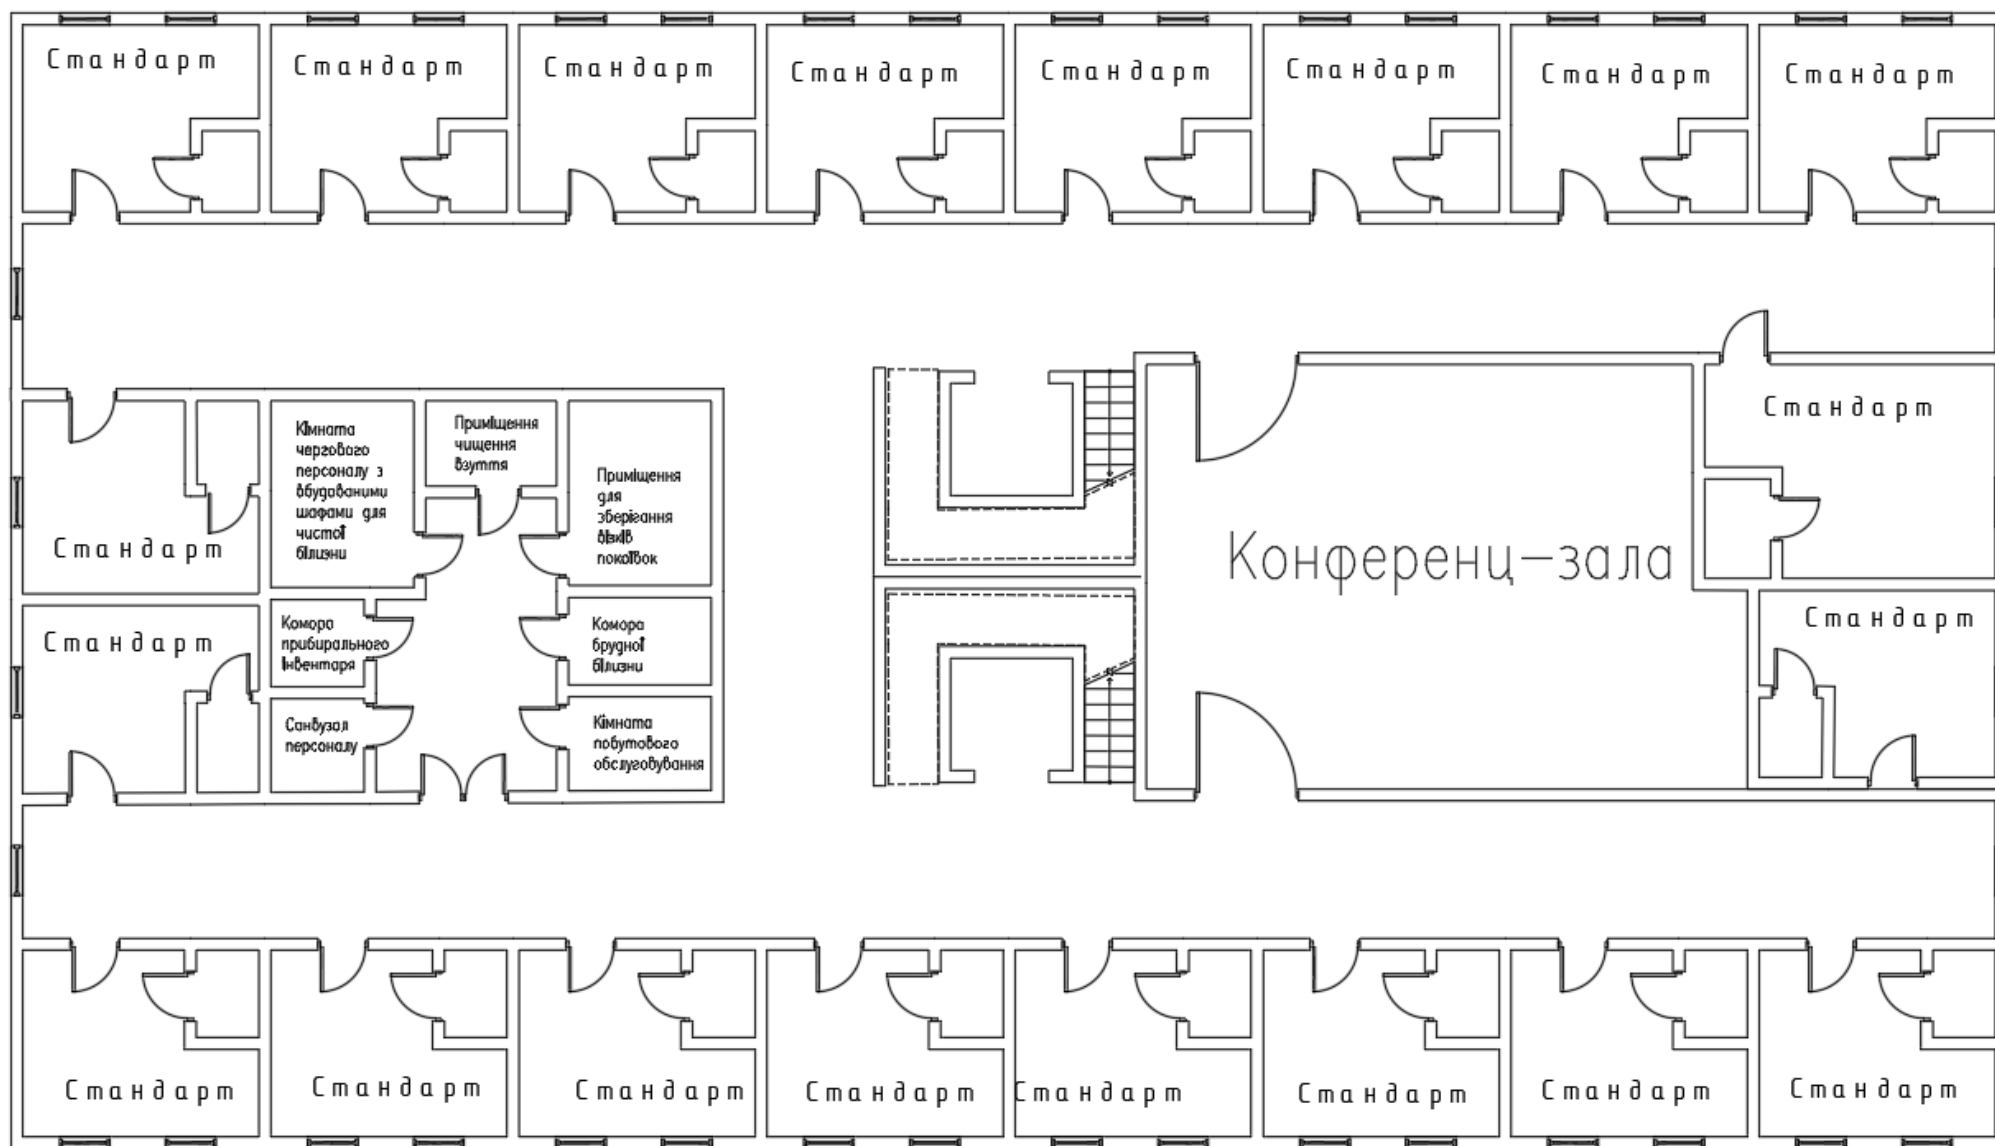 Стандарт
Стандарт
Стандарт
Стандарт
Стандарт
Стандарт
Стандарт
Стандарт
Стандарт
Стандарт
Кімната
чергового
персоналу з
вбудованими
шафами для
чистої
білизни
Приміщення
чищення
взуття
Приміщення
для
зберігання
візків
покоївок
Комора
прибирального
інвентаря
Комора
брудної
білизни
Санвузол
персоналу
Кімната
побутового
обслуговування
Конференц-зала
Стандарт
Стандарт
Стандарт
Стандарт
Стандарт
Стандарт
Стандарт
Стандарт
Стандарт
Стандарт